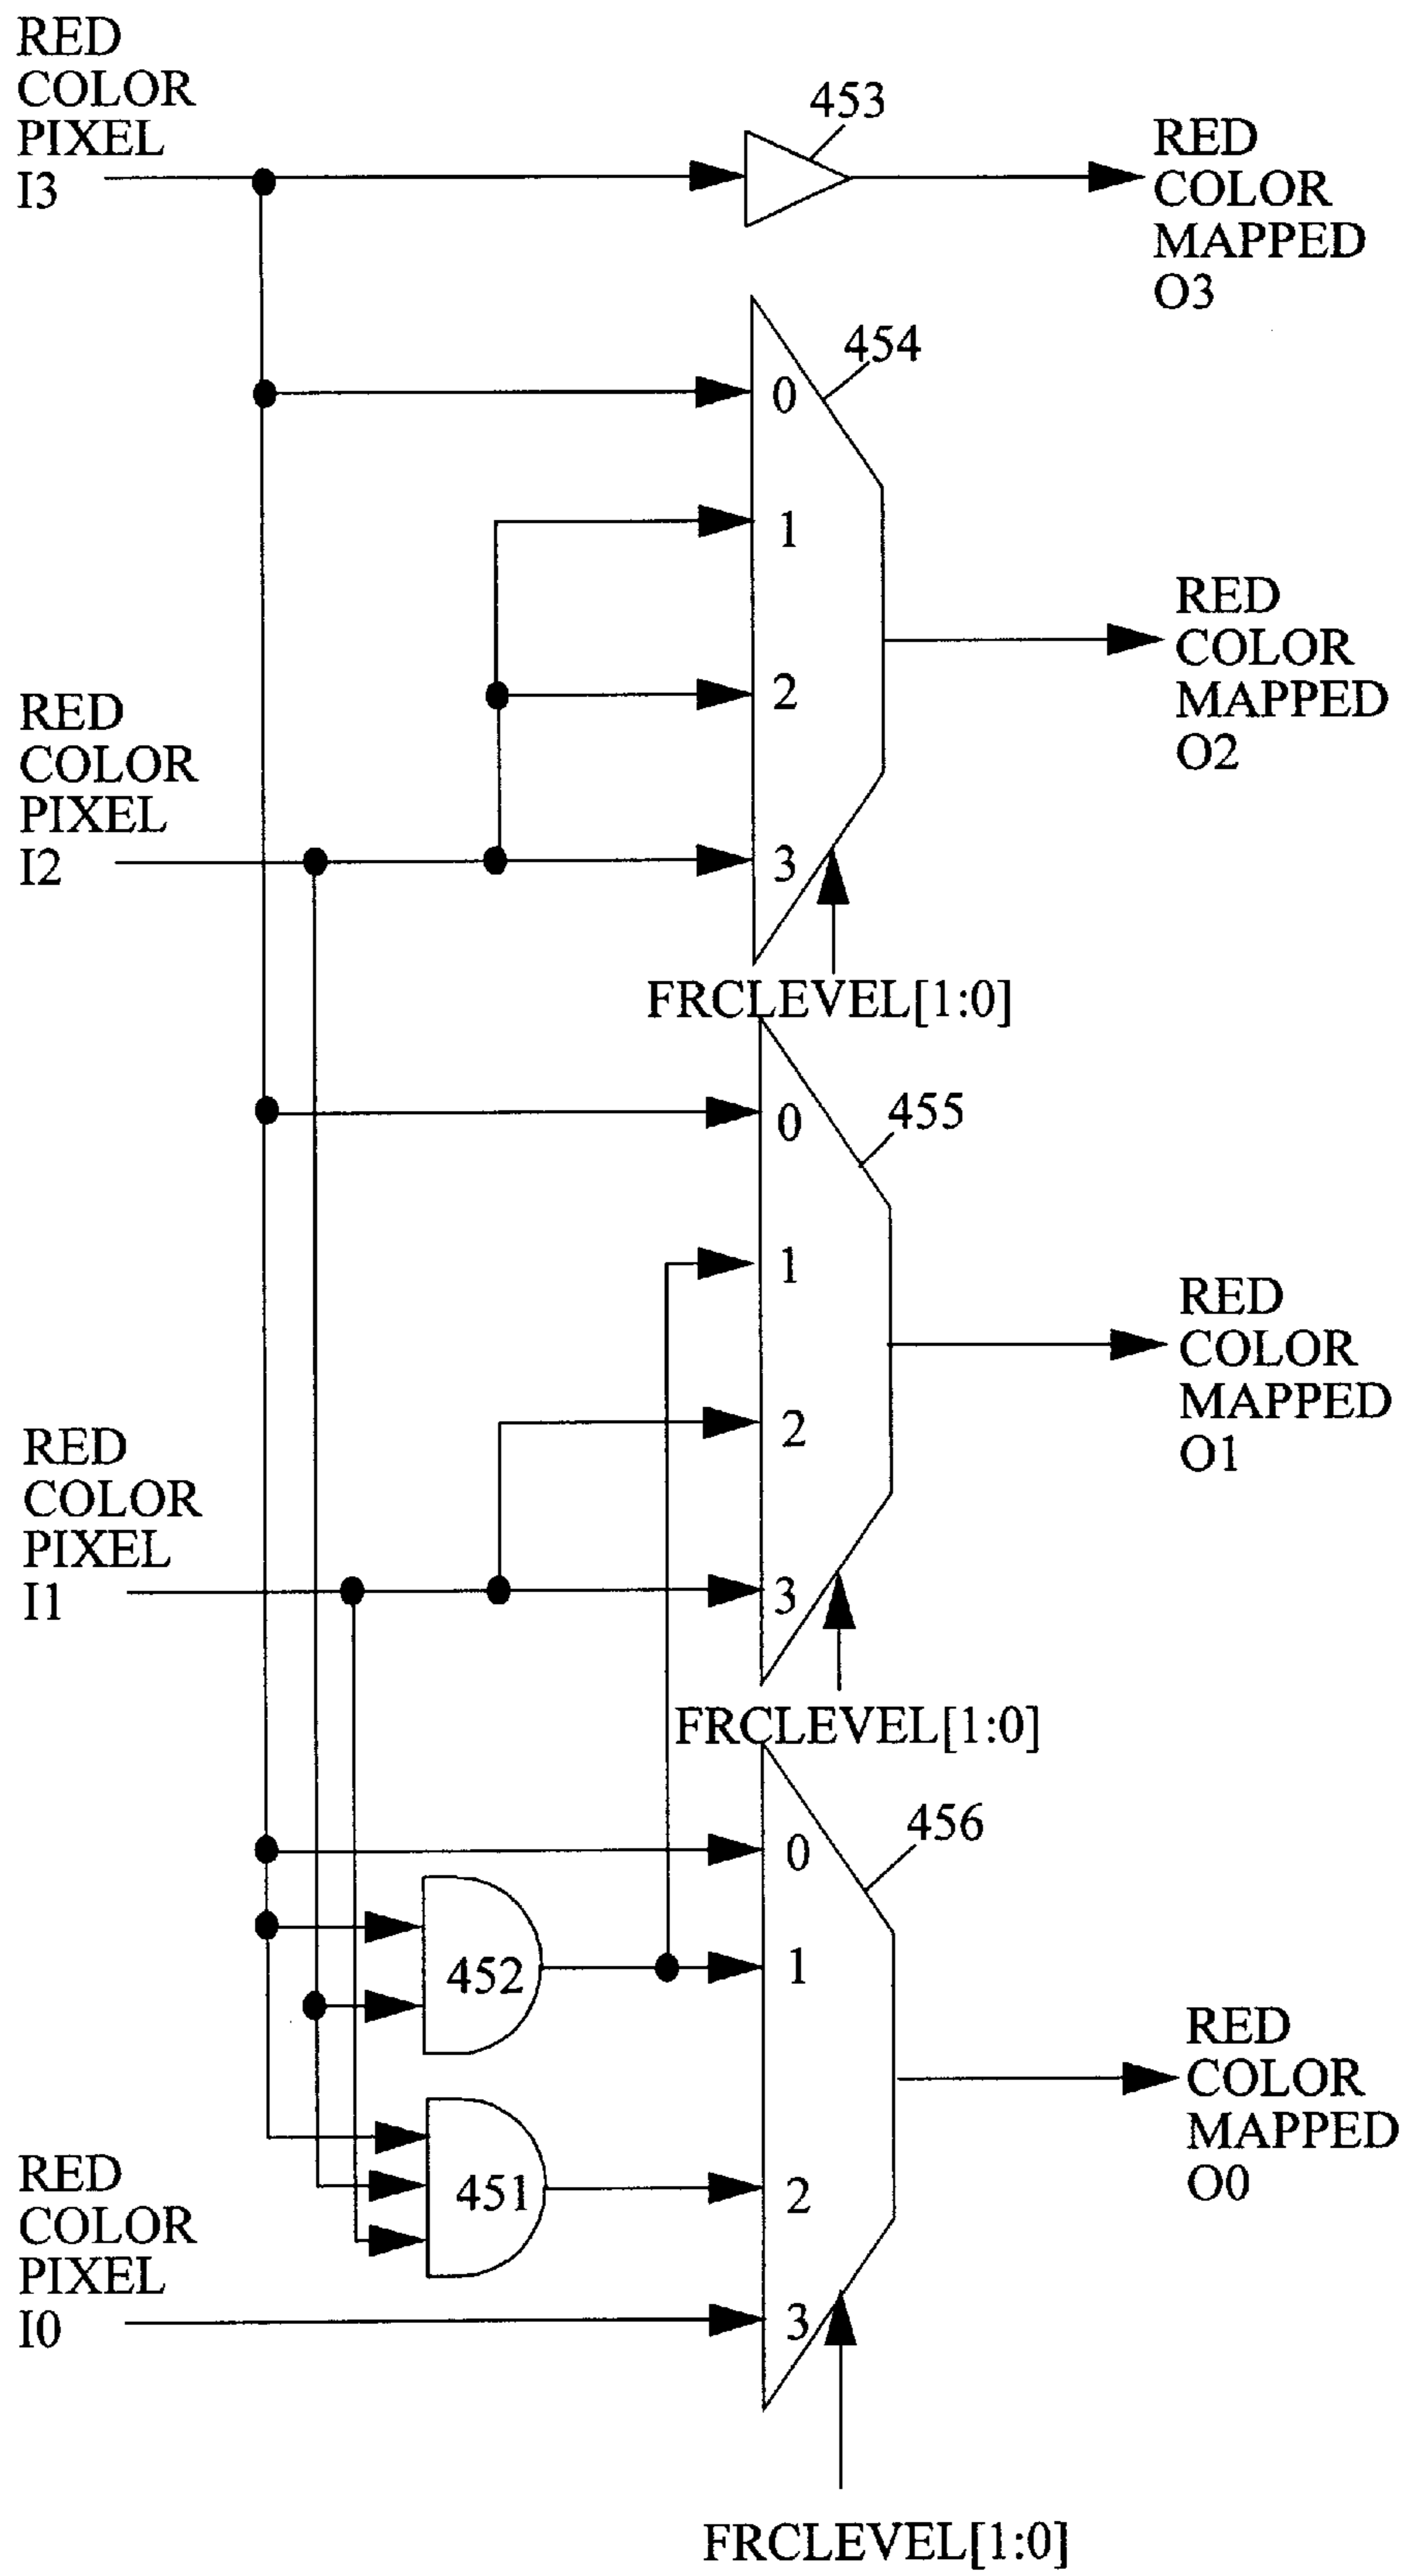 RED
COLOR
PIXEL
I3
453
RED
COLOR
MAPPED
O3
454
0
1
2
3
RED
COLOR
PIXEL
I2
RED
COLOR
MAPPED
O2
FRCLEVEL[1:0]
455
0
1
2
3
RED
COLOR
PIXEL
I1
RED
COLOR
MAPPED
O1
FRCLEVEL[1:0]
456
0
452
1
451
2
RED
COLOR
PIXEL
I0
3
RED
COLOR
MAPPED
O0
FRCLEVEL[1:0]